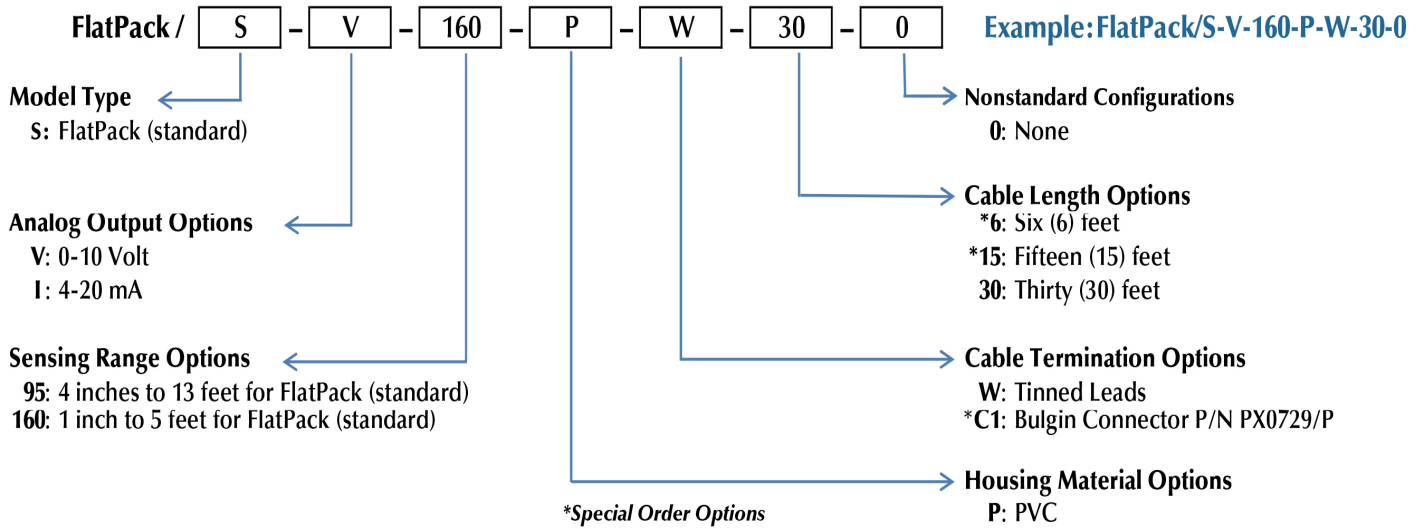 FlatPack / S – V – 160 – P – W – 30 – 0
Example: FlatPack/S-V-160-P-W-30-0
Model Type
S: FlatPack (standard)
Analog Output Options
V: 0-10 Volt
I: 4-20 mA
Sensing Range Options
95: 4 inches to 13 feet for FlatPack (standard)
160: 1 inch to 5 feet for FlatPack (standard)
Nonstandard Configurations
0: None
Cable Length Options
*6: Six (6) feet
*15: Fifteen (15) feet
30: Thirty (30) feet
Cable Termination Options
W: Tinned Leads
*C1: Bulgin Connector P/N PX0729/P
Housing Material Options
P: PVC
*Special Order Options